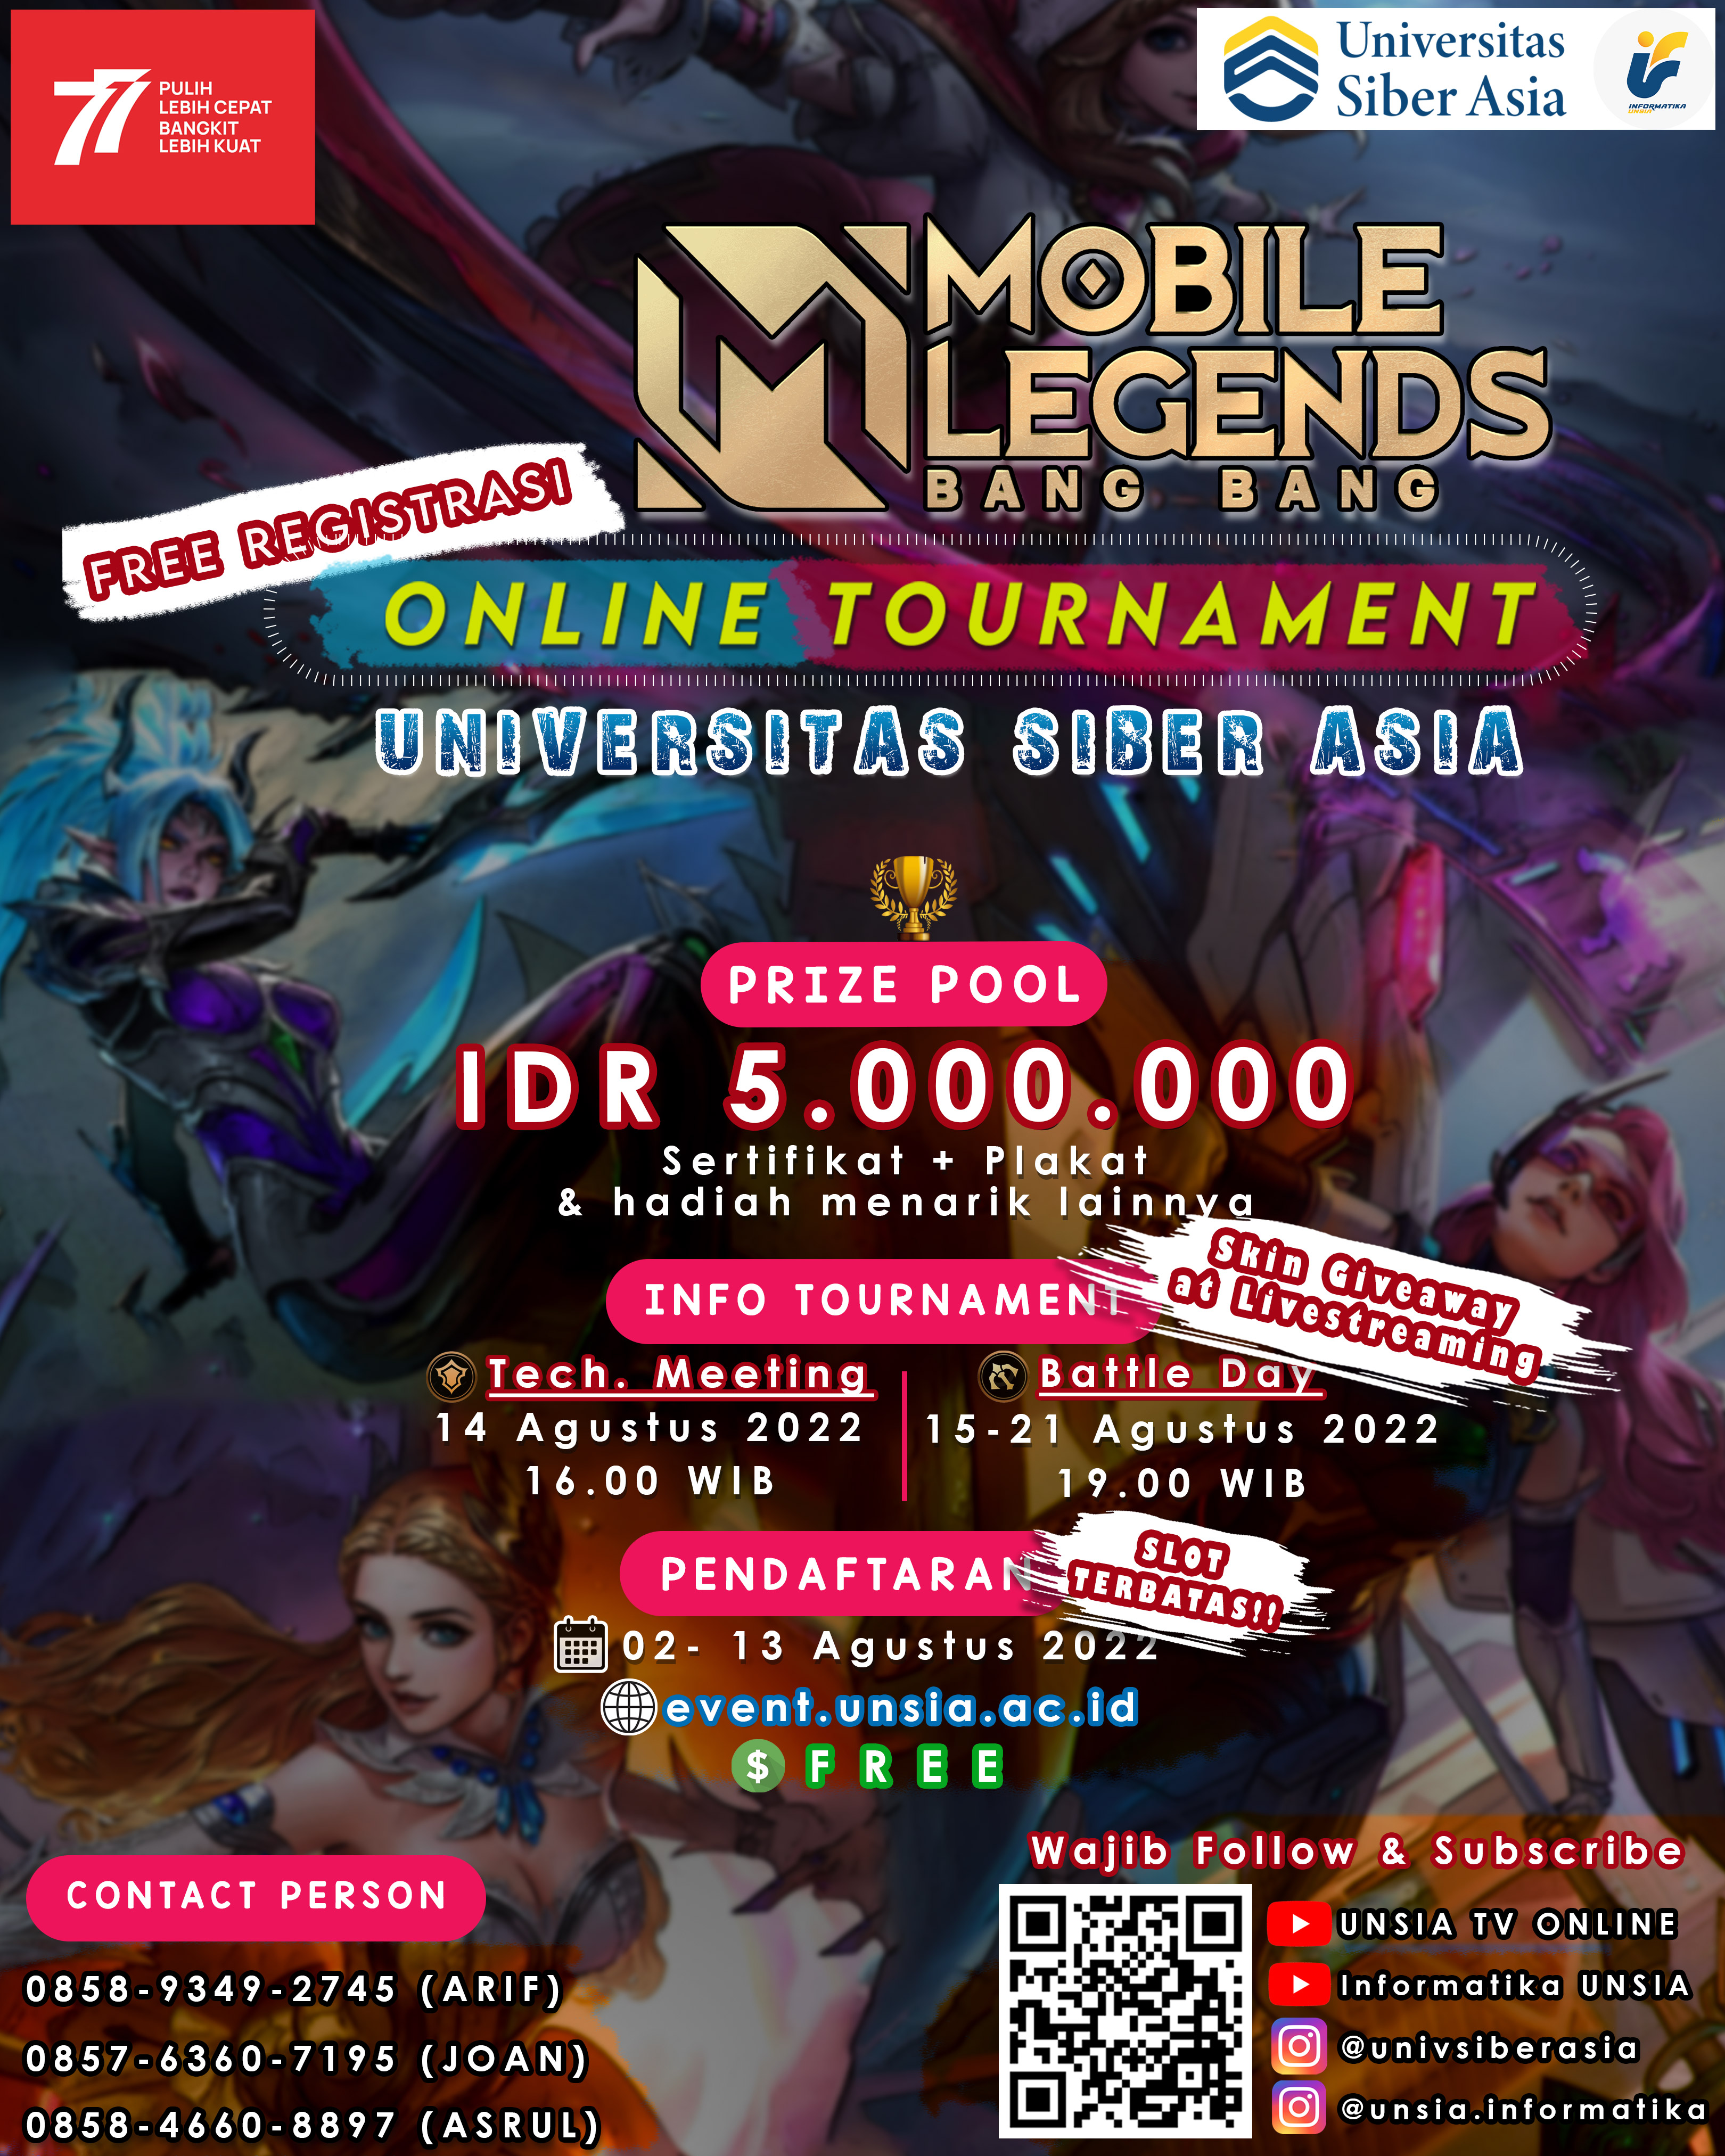 77
PULIH
LEBIH CEPAT
BANGKIT
LEBIH KUAT
Universitas
Siber Asia
INFORMATIKA
UNSIA
MOBILE
LEGENDS
BANG BANG
FREE REGISTRASI
ONLINE TOURNAMENT
UNIVERSITAS SIBER ASIA
PRIZE POOL
IDR 5.000.000
Sertifikat + Plakat
& hadiah menarik lainnya
Skin Giveaway
at Livestreaming
INFO TOURNAMENT
Tech. Meeting
14 Agustus 2022
16.00 WIB
Battle Day
15-21 Agustus 2022
19.00 WIB
PENDAFTARAN
SLOT
TERBATAS!!
02- 13 Agustus 2022
event.unsia.ac.id
$ FREE
CONTACT PERSON
0858-9349-2745 (ARIF)
0857-6360-7195 (JOAN)
0858-4660-8897 (ASRUL)
Wajib Follow & Subscribe
UNSIA TV ONLINE
Informatika UNSIA
@univsiberasia
@unsia.informatika